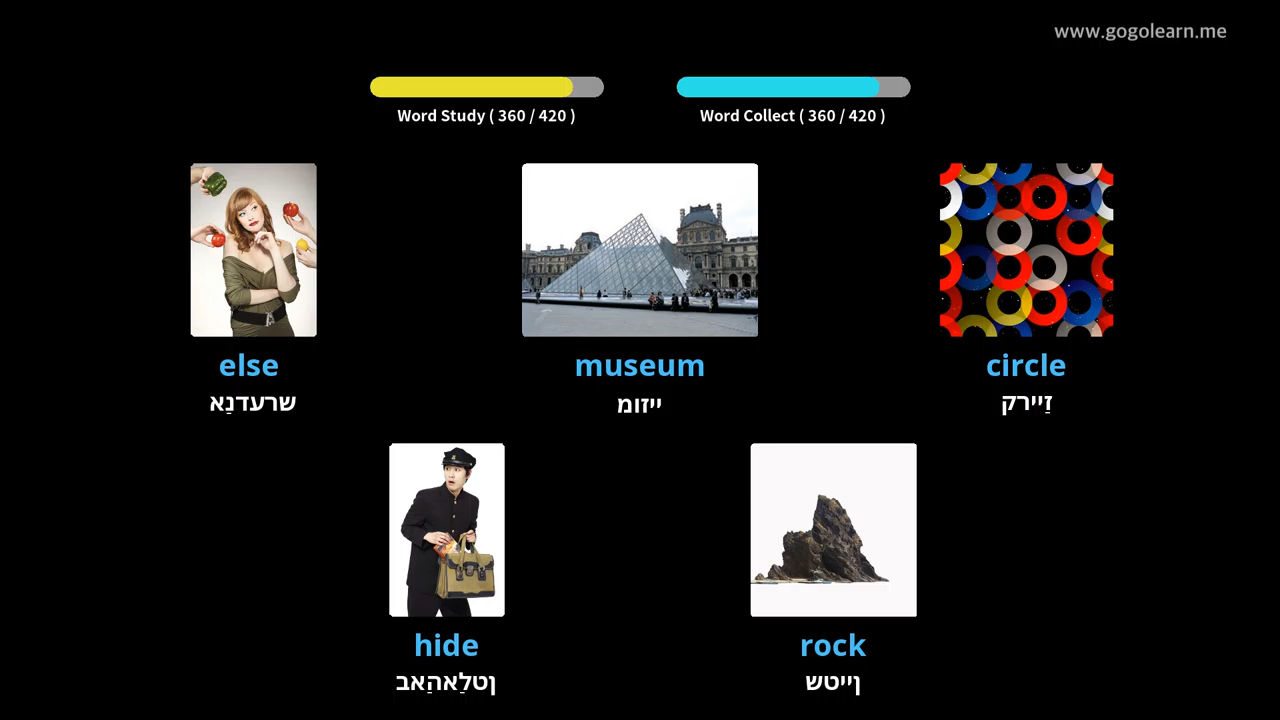 www.gogolearn.me
Word Study ( 360 / 420 )
Word Collect ( 360 / 420 )
else
שרעדנַא
museum
ייזומ
circle
זַיירק
hide
ןטלַאהַאב
rock
ןייטש